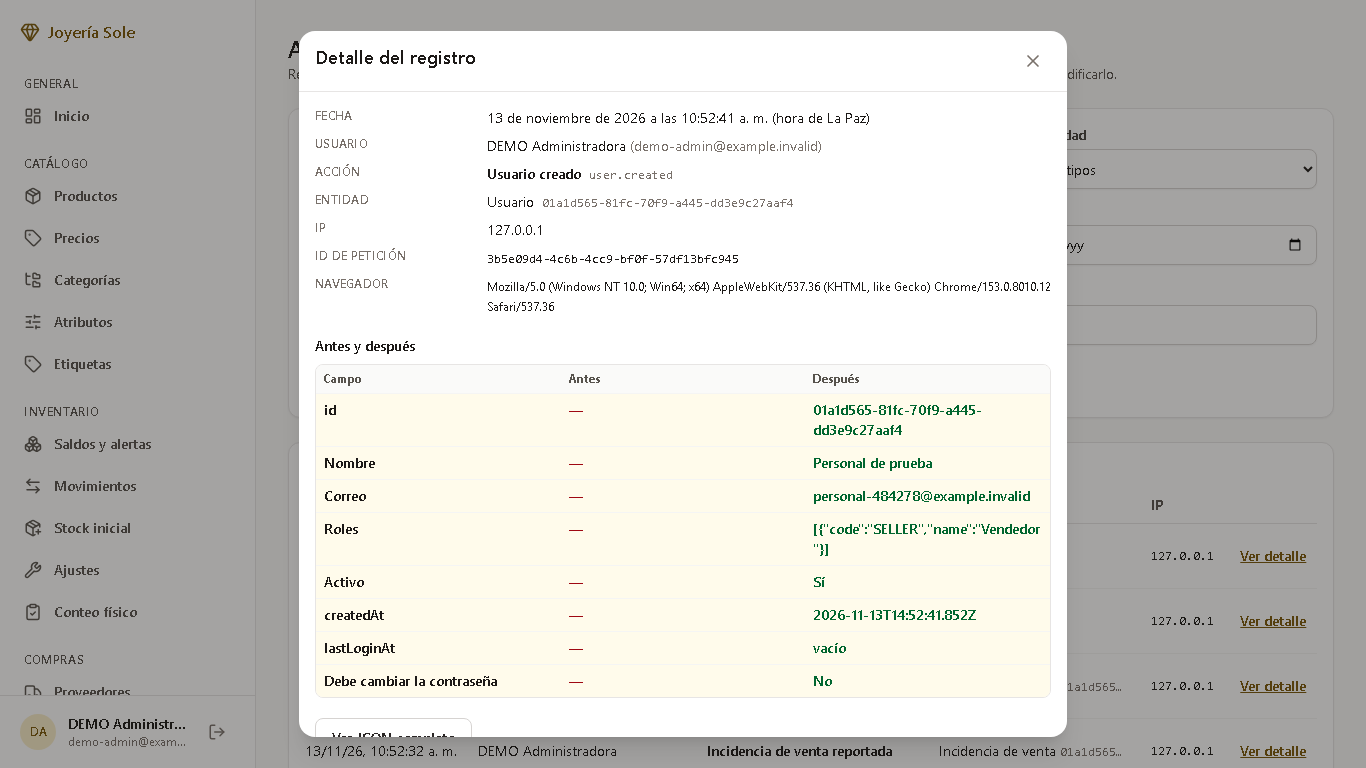 Joyería Sole
GENERAL
Inicio
CATÁLOGO
Productos
Precios
Categorías
Atributos
Etiquetas
INVENTARIO
Saldos y alertas
Movimientos
Stock inicial
Ajustes
Conteo físico
COMPRAS
Proveedores
DA
DEMO Administr...
demo-admin@exam...
Detalle del registro
FECHA 13 de noviembre de 2026 a las 10:52:41 a. m. (hora de La Paz)
USUARIO DEMO Administradora (demo-admin@example.invalid)
ACCIÓN Usuario creado user.created
ENTIDAD Usuario 01a1d565-81fc-70f9-a445-dd3e9c27aaf4
IP 127.0.0.1
ID DE PETICIÓN 3b5e09d4-4c6b-4cc9-bf0f-57df13bfc945
NAVEGADOR Mozilla/5.0 (Windows NT 10.0; Win64; x64) AppleWebKit/537.36 (KHTML, like Gecko) Chrome/153.0.8010.12
Safari/537.36
Antes y después
Campo Antes Después
id — 01a1d565-81fc-70f9-a445-
dd3e9c27aaf4
Nombre — Personal de prueba
Correo — personal-484278@example.invalid
Roles — [{"code":"SELLER","name":"Vendedor
"}]
Activo — Sí
createdAt — 2026-11-13T14:52:41.852Z
lastLoginAt — vacío
Debe cambiar la contraseña — No
Ver JSON completo
dificarlo.
dad
tipos
yyy
IP
127.0.0.1 Ver detalle
127.0.0.1 Ver detalle
01a1d565… 127.0.0.1 Ver detalle
13/11/26, 10:52:32 a. m. DEMO Administradora Incidencia de venta reportada Incidencia de venta 01a1d565… 127.0.0.1 Ver detalle